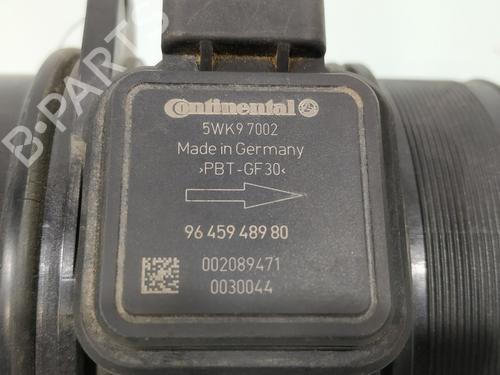 B-PARTS
Continental
5WK9 7002
Made in Germany
›PBT-GF30‹
96 459 489 80
002089471
0030044